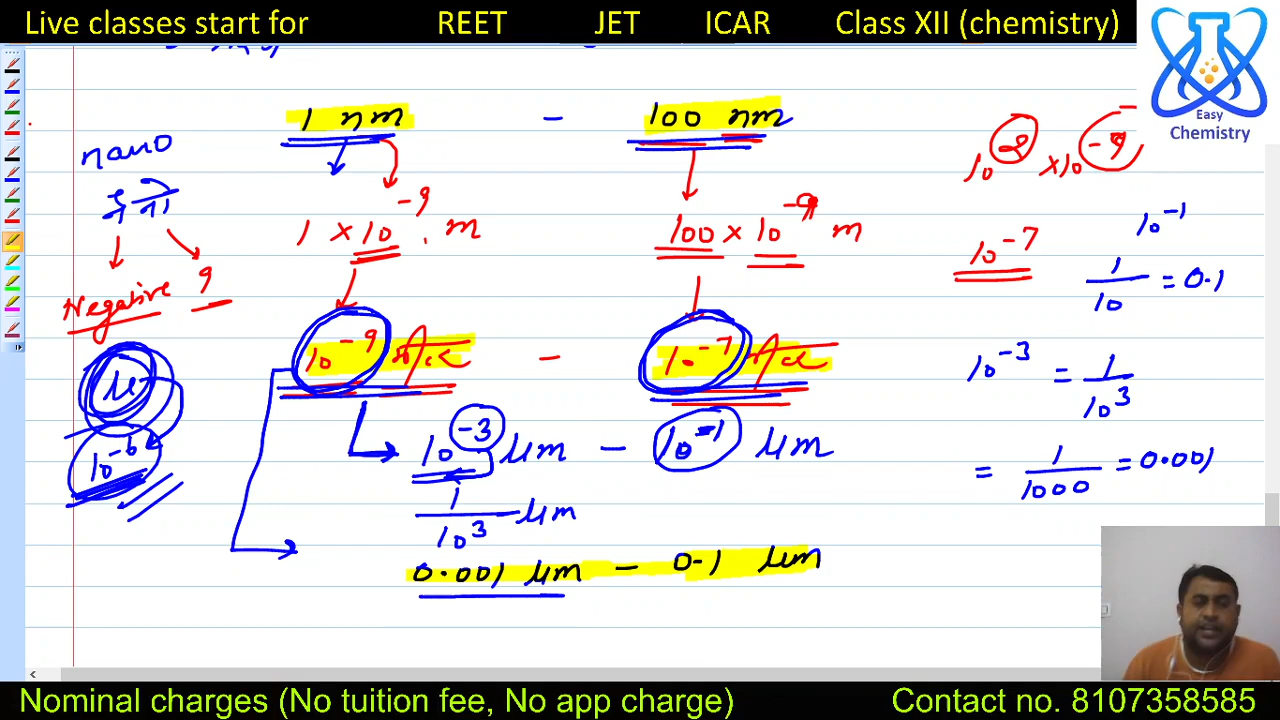 Live classes start for REET JET ICAR Class XII (chemistry)
Easy
Chemistry
1 nm - 100 nm
nano
नौ ना
Negative 9
1 × 10⁻⁹ . m
100 × 10⁻⁹ m
10⁻⁹ - 10⁻⁷
μ
10⁻⁶
10⁻³ μm - 10⁻¹ μm
1/10³ μm
0.001 μm - 0.1 μm
10² × 10⁻⁹
10⁻⁷
10⁻¹
1/10 = 0.1
10⁻³ = 1/10³
= 1/1000 = 0.001
Nominal charges (No tuition fee, No app charge) Contact no. 8107358585